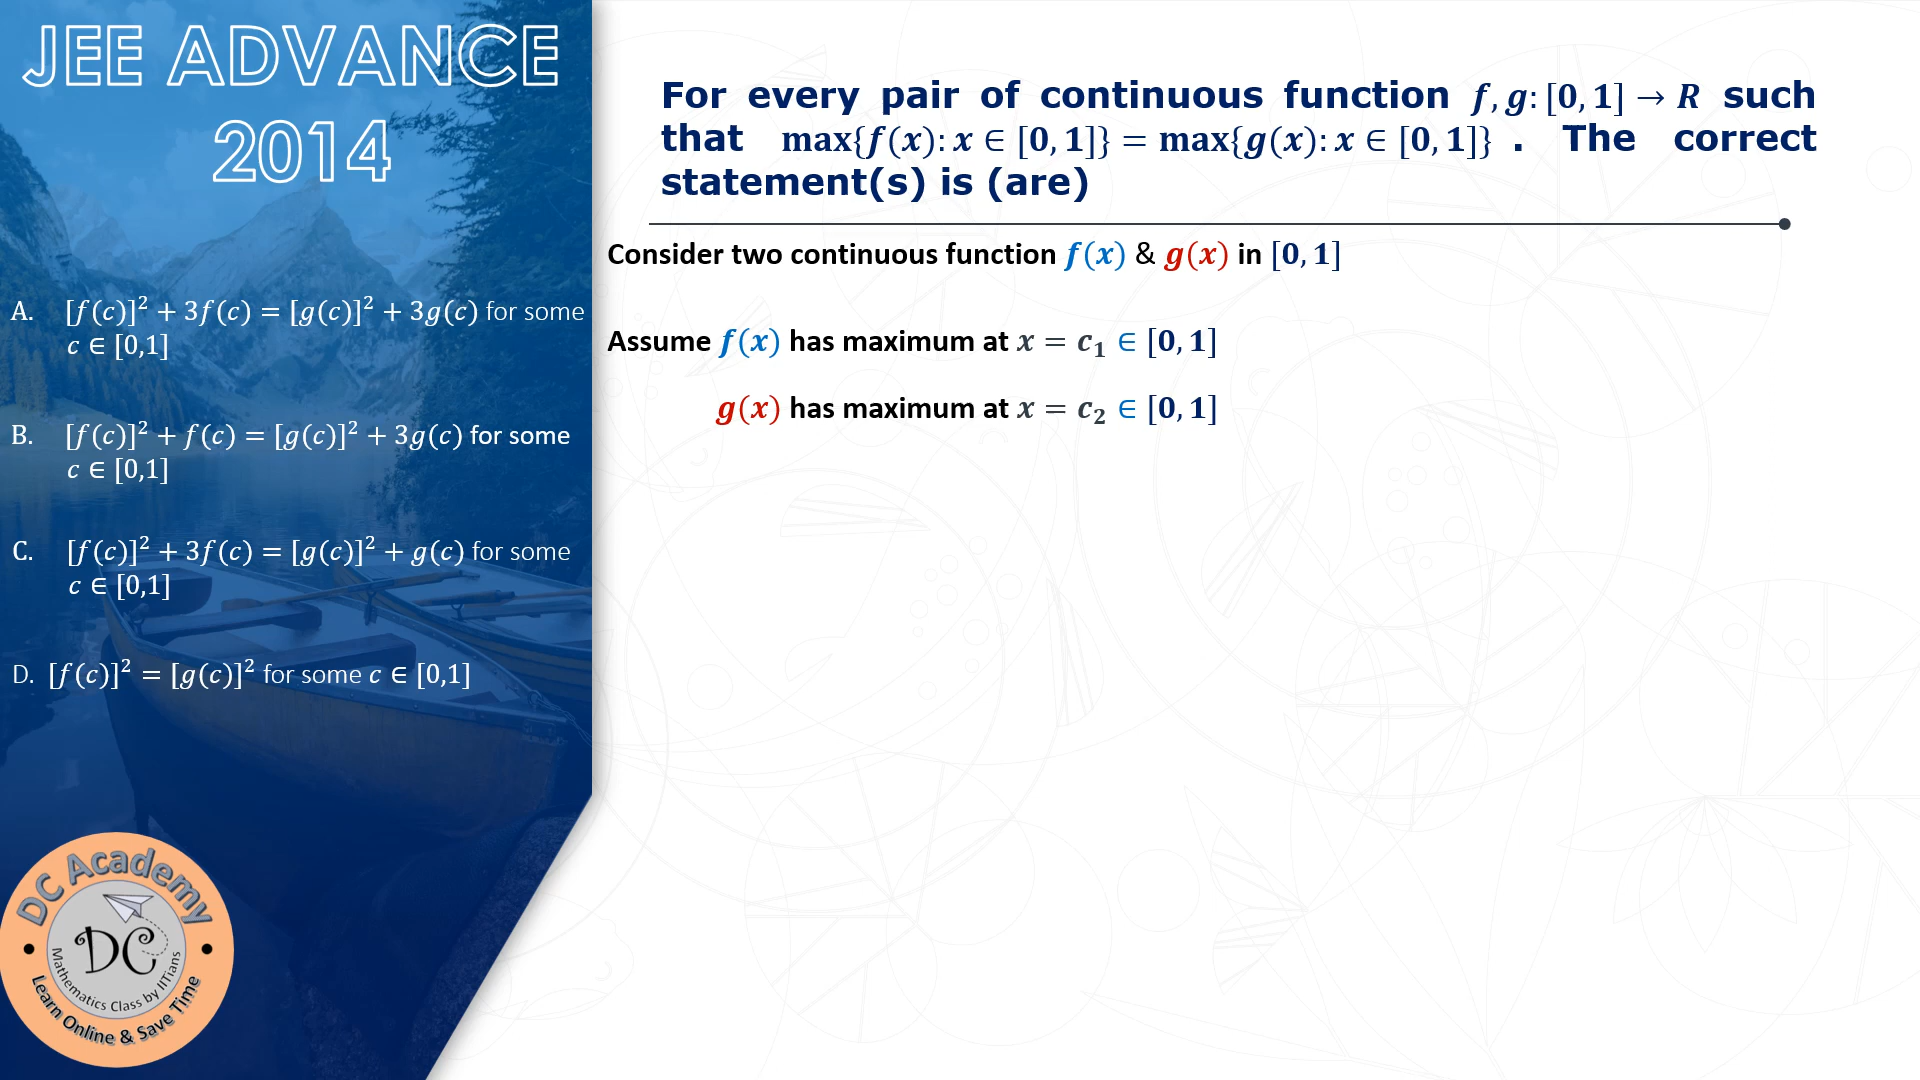 JEE ADVANCE
2014
For every pair of continuous function f, g: [0, 1] → R such
that max{f(x): x ∈ [0, 1]} = max{g(x): x ∈ [0, 1]} . The correct
statement(s) is (are)
Consider two continuous function f(x) & g(x) in [0, 1]
Assume f(x) has maximum at x = c₁ ∈ [0, 1]
g(x) has maximum at x = c₂ ∈ [0, 1]
A. [f(c)]² + 3f(c) = [g(c)]² + 3g(c) for some
c ∈ [0,1]
B. [f(c)]² + f(c) = [g(c)]² + 3g(c) for some
c ∈ [0,1]
C. [f(c)]² + 3f(c) = [g(c)]² + g(c) for some
c ∈ [0,1]
D. [f(c)]² = [g(c)]² for some c ∈ [0,1]
DC Academy
DC
Mathematics Class by IITians
Learn Online & Save Time